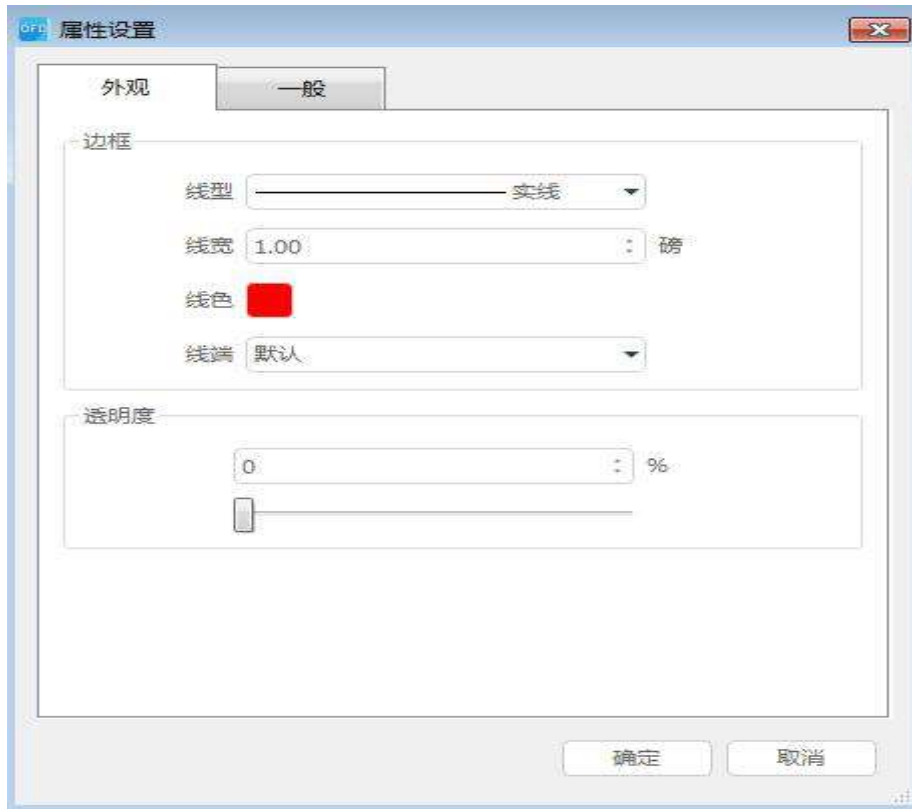 OFD 属性设置
外观 一般
边框
线型 实线
线宽 1.00 磅
线色
线端 默认
透明度
0 %
确定 取消